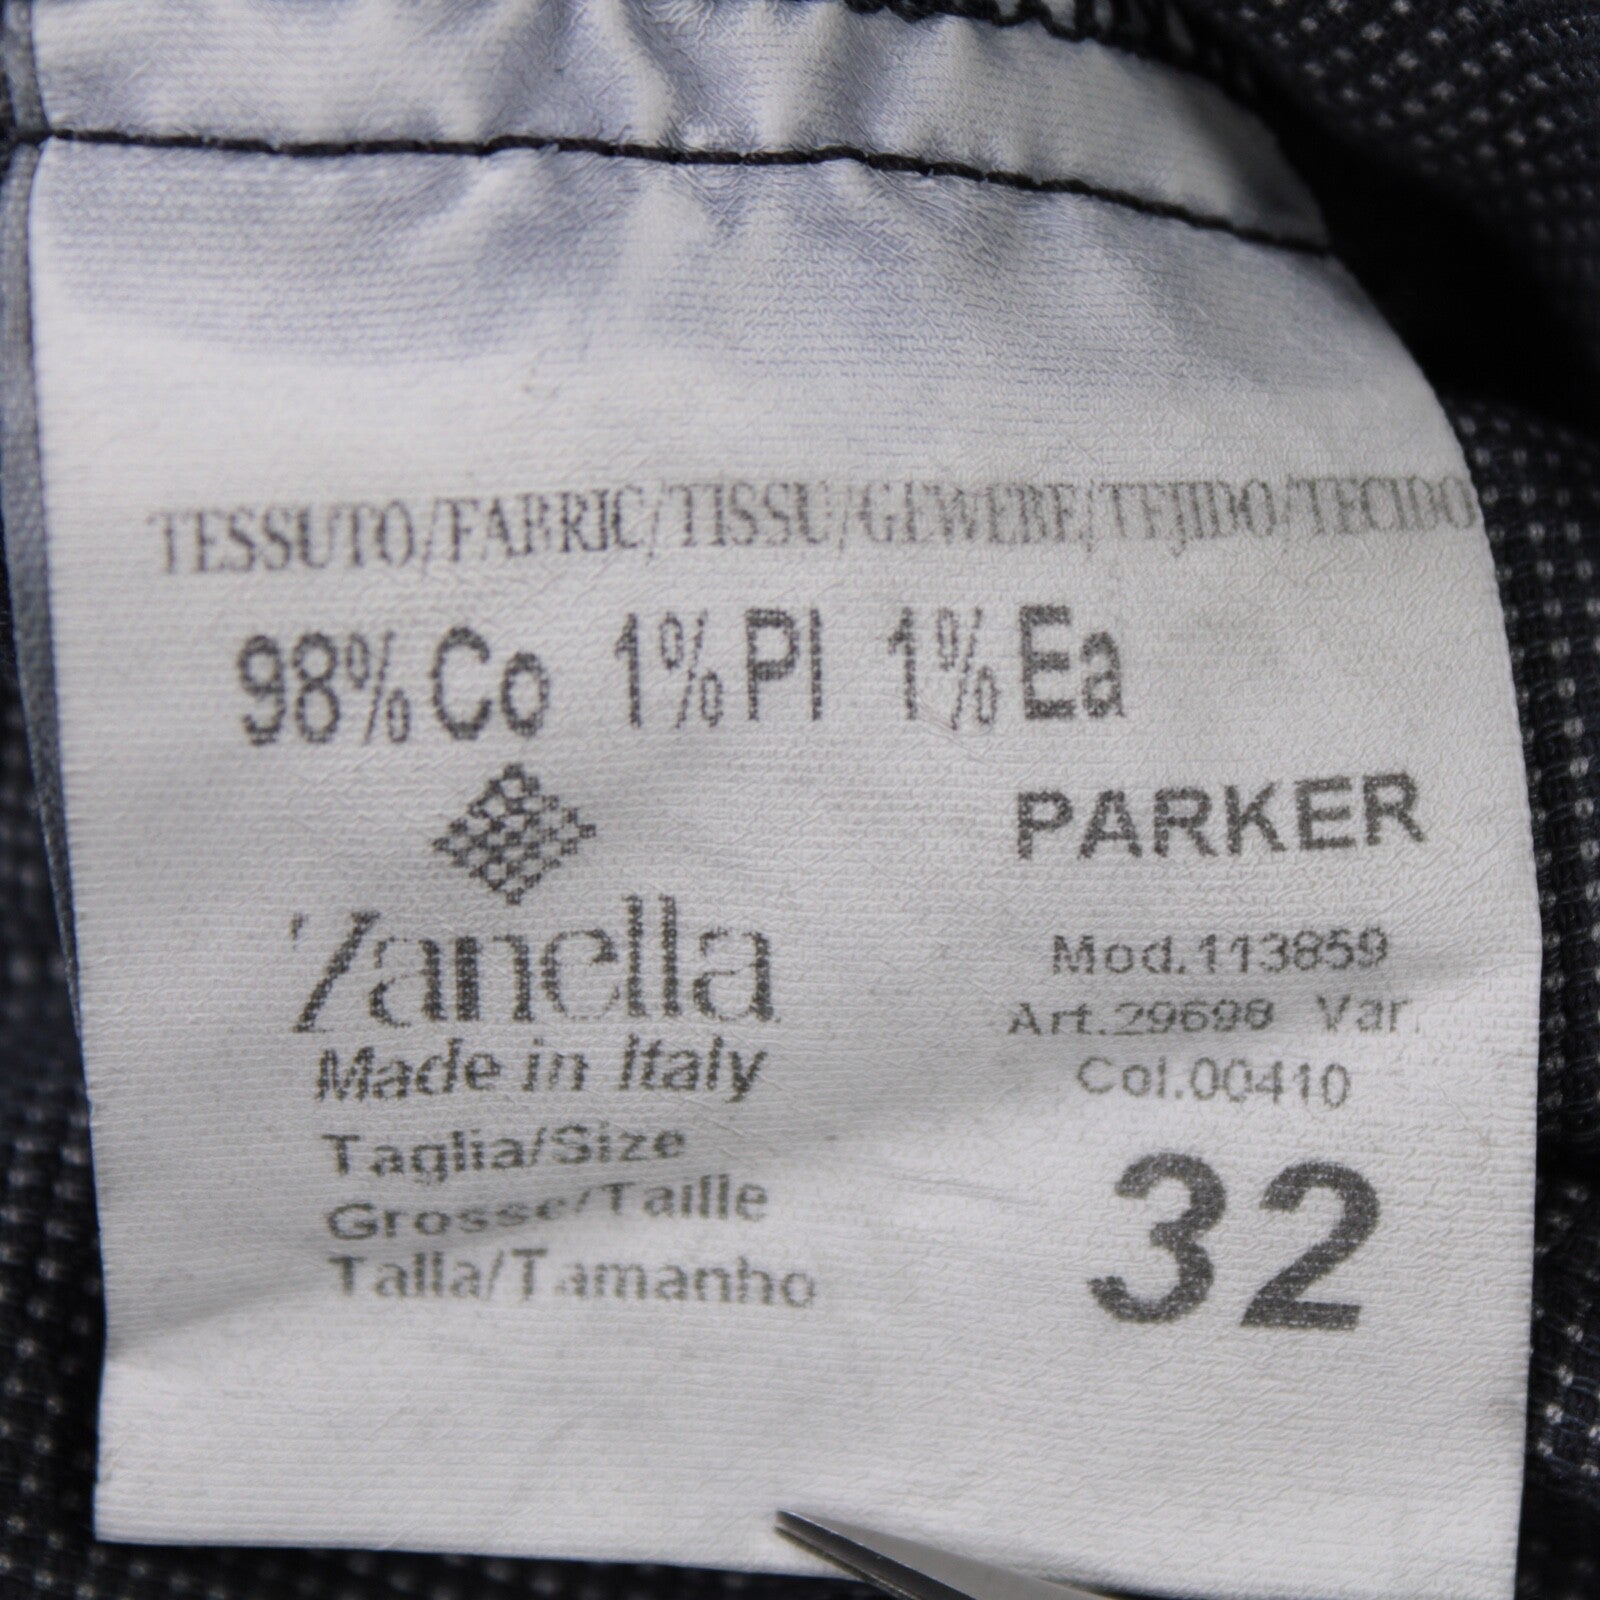 TESSUTO/FABRIC/TISSU/GEWEBE/TEJIDO/TECIDO
98% Co 1% Pl 1% Ea
Zanella
Made in Italy
PARKER
Mod.113859
Art.29698 Var.
Col.00410
Taglia/Size
Grosse/Taille
Talla/Tamanho
32